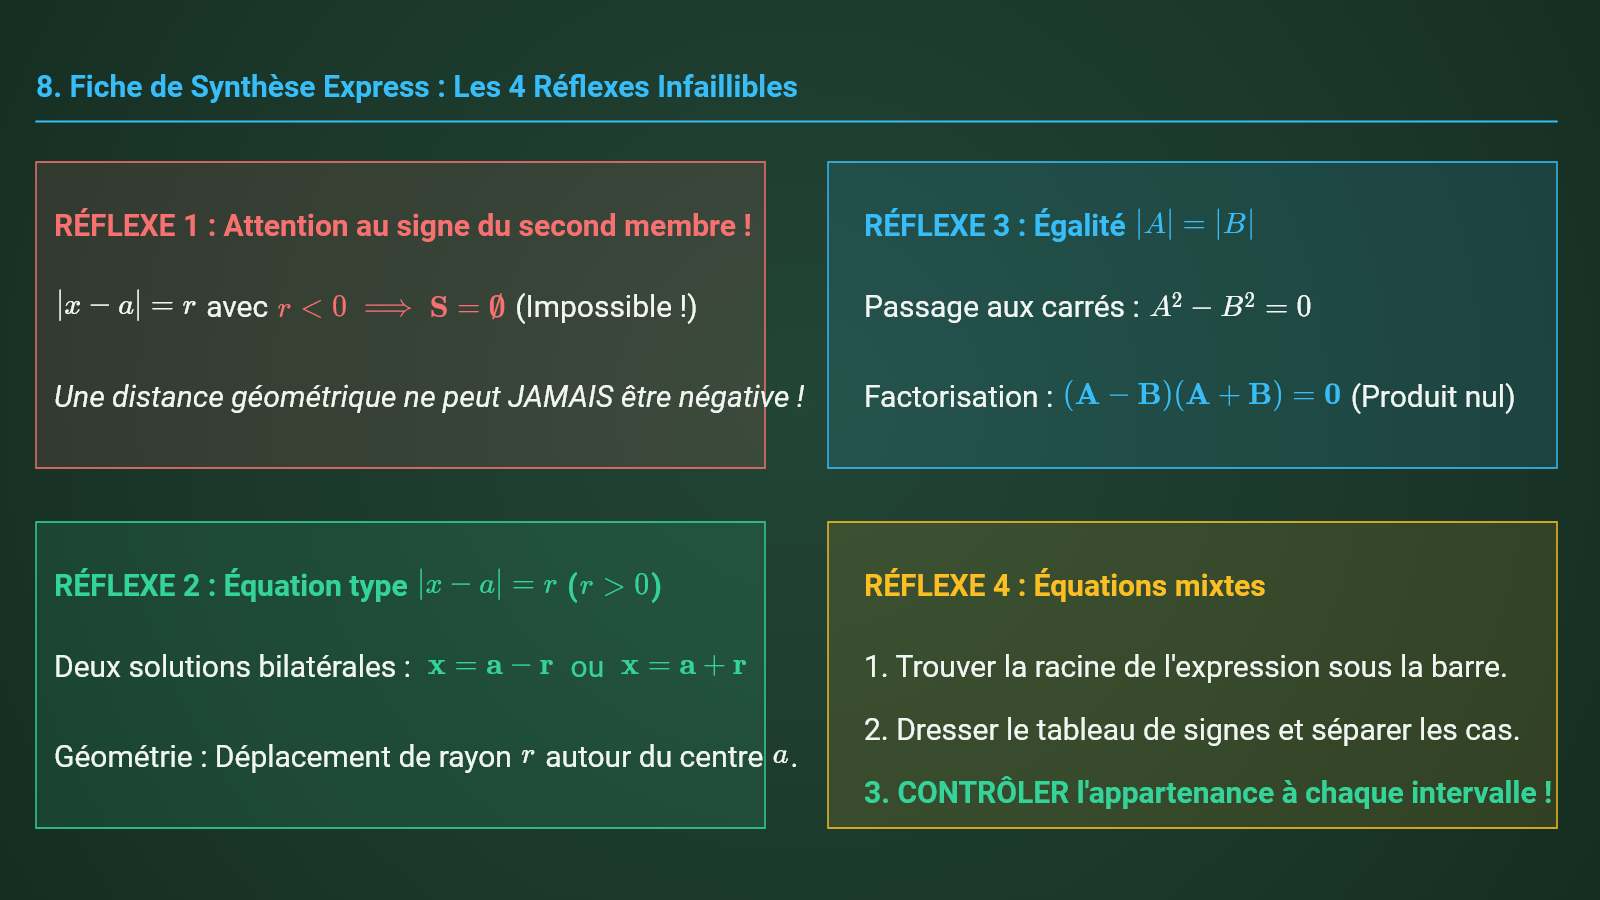 8. Fiche de Synthèse Express : Les 4 Réflexes Infaillibles
RÉFLEXE 1 : Attention au signe du second membre !
|x − a| = r avec r < 0 ⟹ S = ∅ (Impossible !)
Une distance géométrique ne peut JAMAIS être négative !
RÉFLEXE 2 : Équation type |x − a| = r (r > 0)
Deux solutions bilatérales : x = a − r ou x = a + r
Géométrie : Déplacement de rayon r autour du centre a.
RÉFLEXE 3 : Égalité |A| = |B|
Passage aux carrés : A² − B² = 0
Factorisation : (A − B)(A + B) = 0 (Produit nul)
RÉFLEXE 4 : Équations mixtes
1. Trouver la racine de l'expression sous la barre.
2. Dresser le tableau de signes et séparer les cas.
3. CONTRÔLER l'appartenance à chaque intervalle !